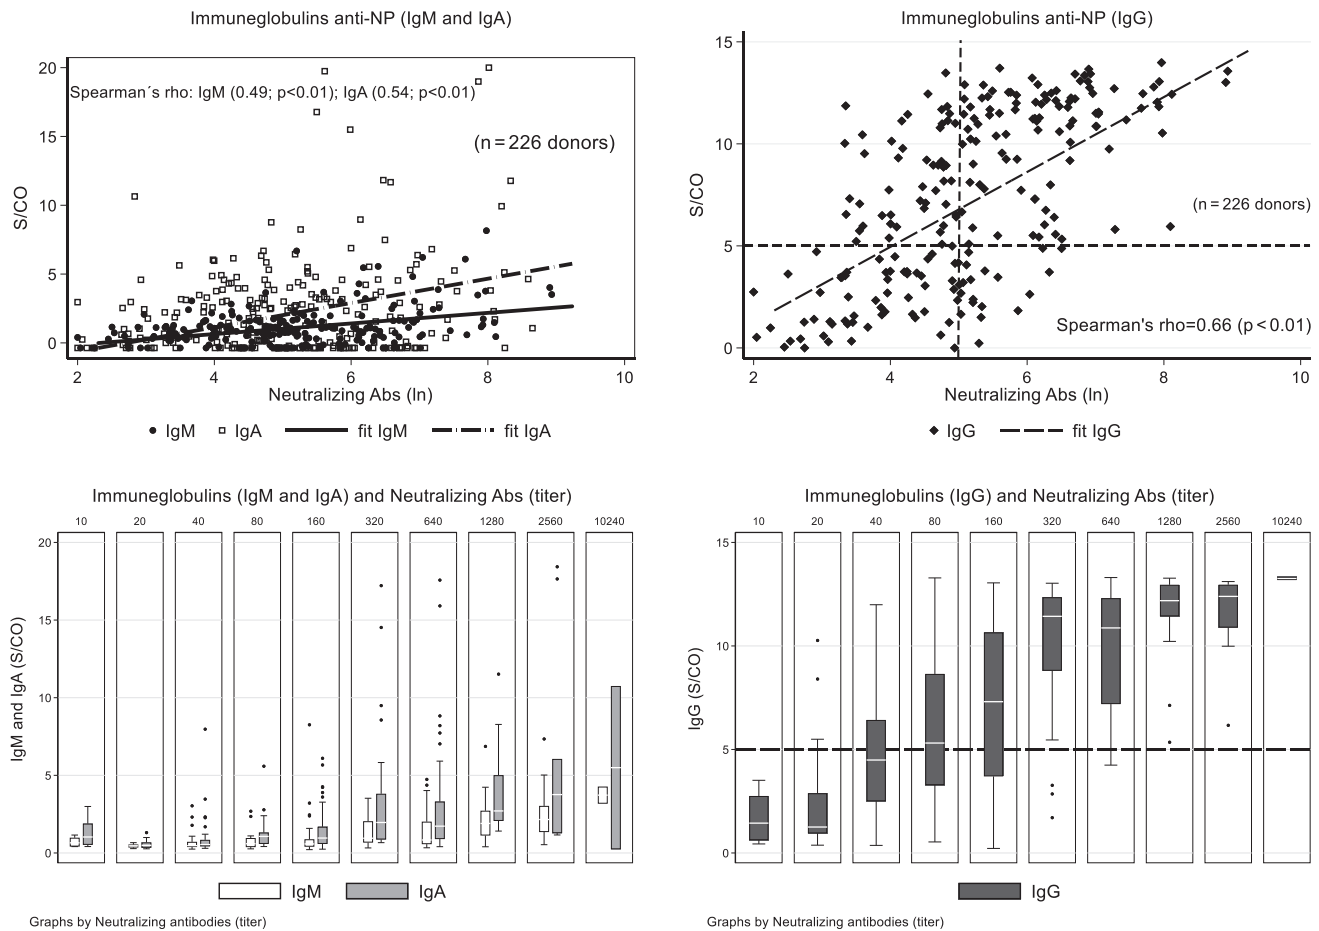 Immuneglobulins anti-NP (IgM and IgA)
20
15
10
5
0
S/CO
Spearman´s rho: IgM (0.49; p<0.01); IgA (0.54; p<0.01)
(n = 226 donors)
2 4 6 8 10
Neutralizing Abs (ln)
IgM IgA fit IgM fit IgA
Immuneglobulins anti-NP (IgG)
15
10
5
0
S/CO
(n = 226 donors)
Spearman's rho=0.66 (p < 0.01)
2 4 6 8 10
Neutralizing Abs (ln)
IgG fit IgG
Immuneglobulins (IgM and IgA) and Neutralizing Abs (titer)
10 20 40 80 160 320 640 1280 2560 10240
20
15
10
5
0
IgM and IgA (S/CO)
IgM IgA
Graphs by Neutralizing antibodies (titer)
Immuneglobulins (IgG) and Neutralizing Abs (titer)
10 20 40 80 160 320 640 1280 2560 10240
15
10
5
0
IgG (S/CO)
IgG
Graphs by Neutralizing antibodies (titer)